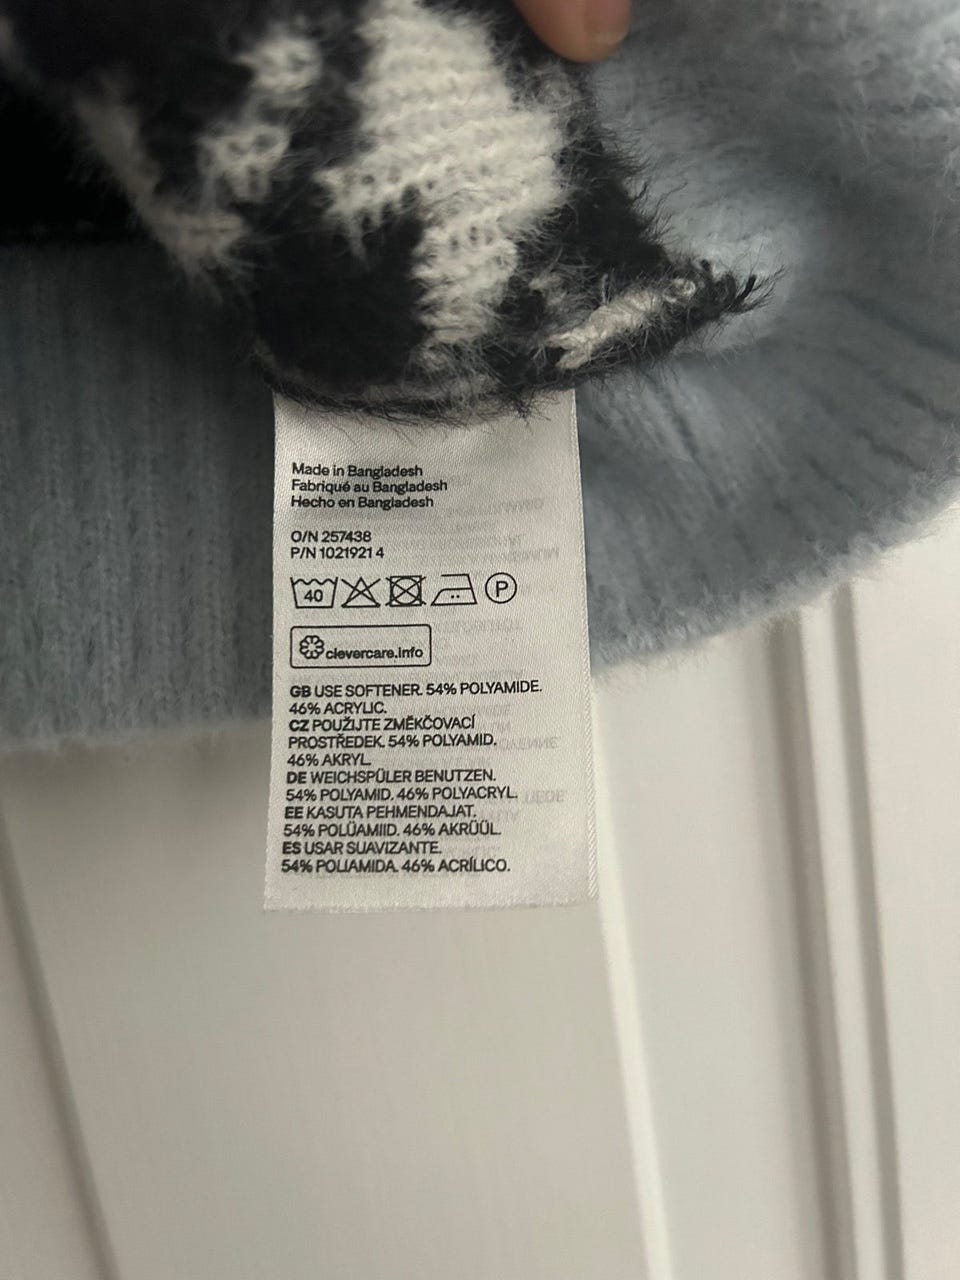 Made in Bangladesh
Fabriqué au Bangladesh
Hecho en Bangladesh
O/N 257438
P/N 1021921 4
40 P
clevercare.info
GB USE SOFTENER. 54% POLYAMIDE.
46% ACRYLIC.
CZ POUŽIJTE ZMĚKČOVACÍ
PROSTŘEDEK. 54% POLYAMID.
46% AKRYL.
DE WEICHSPÜLER BENUTZEN.
54% POLYAMID. 46% POLYACRYL.
EE KASUTA PEHMENDAJAT.
54% POLÜAMIID. 46% AKRÜÜL.
ES USAR SUAVIZANTE.
54% POLIAMIDA. 46% ACRÍLICO.